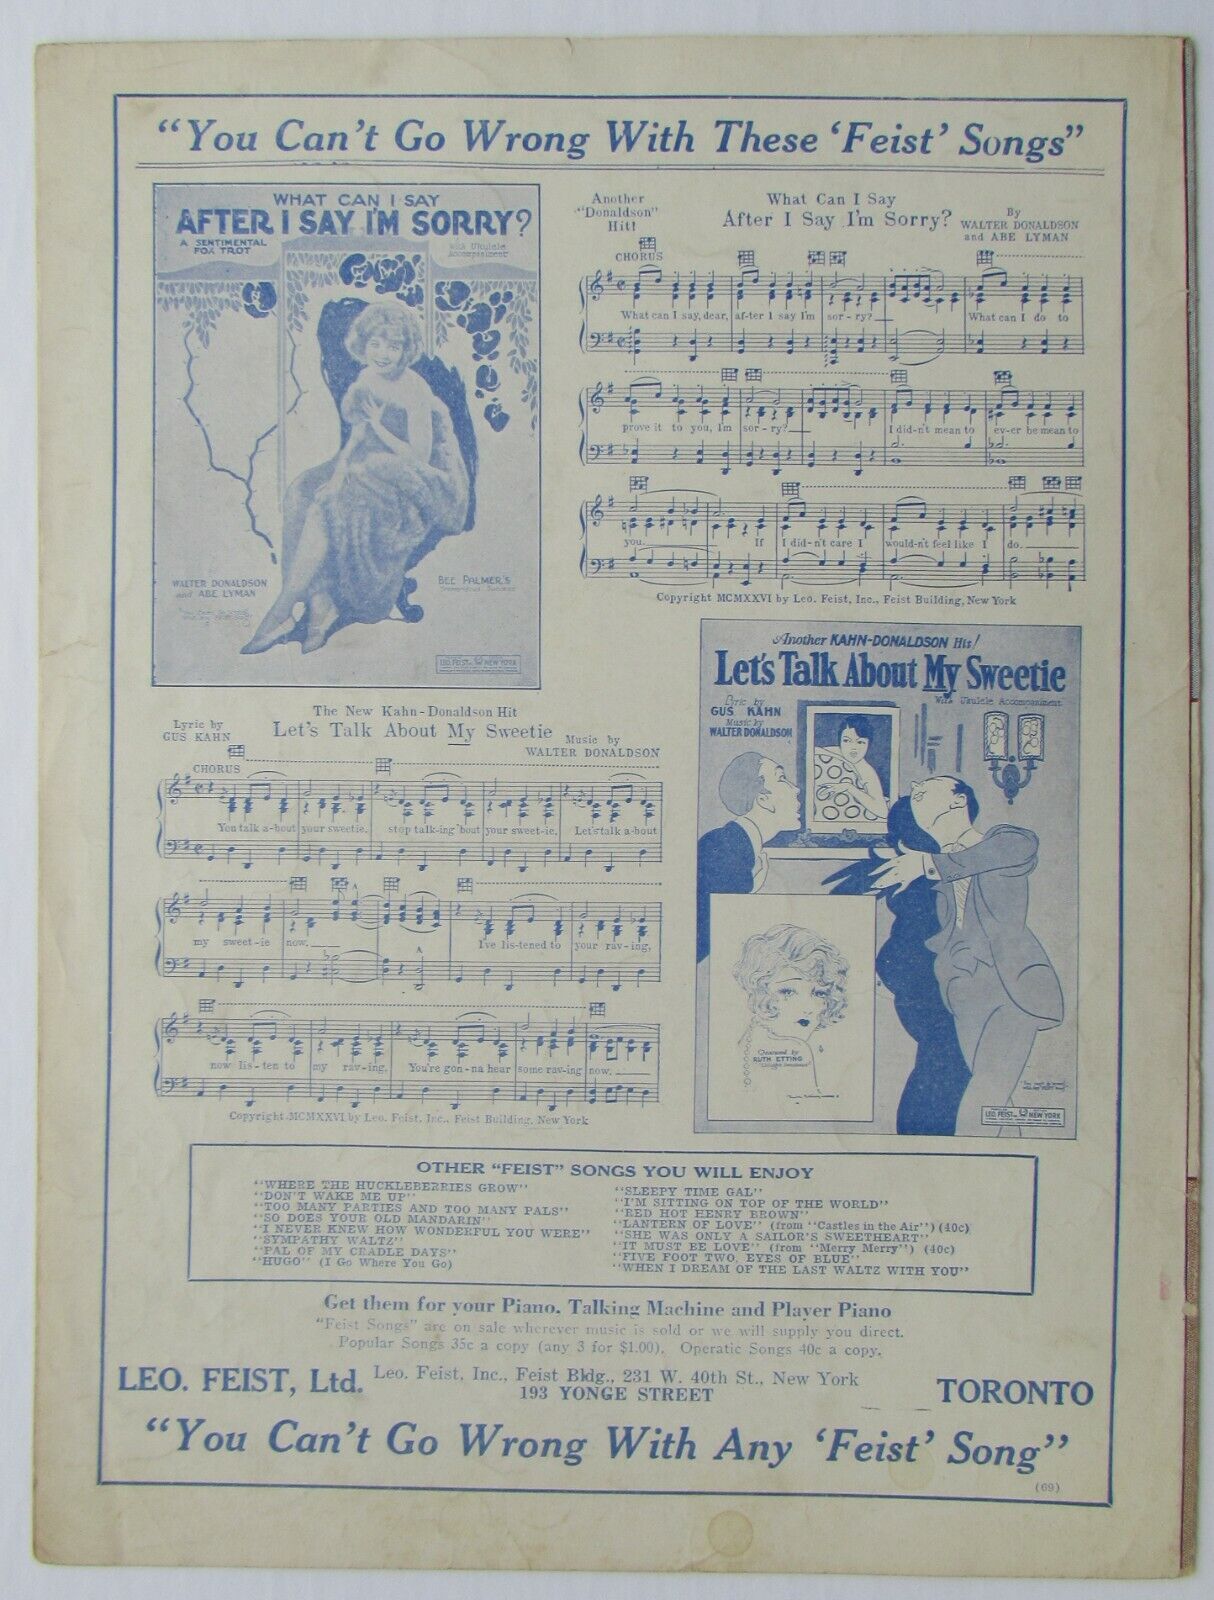 “You Can't Go Wrong With These ‘Feist’ Songs”
WHAT CAN I SAY
AFTER I SAY I'M SORRY?
A SENTIMENTAL
FOX TROT
With Ukulele
Accompaniment
BY
WALTER DONALDSON
and ABE LYMAN
BEE PALMER'S
LEO FEIST INC NEW YORK
Another
"Donaldson"
Hit!
What Can I Say
After I Say I'm Sorry?
By
WALTER DONALDSON
and ABE LYMAN
CHORUS
What can I say, dear, af-ter I say I'm sor-ry? What can I do to
prove it to you, I'm sor-ry? I did-n't mean to ev-er be mean to
you. If I did-n't care I would-n't feel like I do.
Copyright MCMXXVI by Leo. Feist, Inc., Feist Building, New York
Another KAHN-DONALDSON Hit!
Let's Talk About My Sweetie
With Ukulele Accompaniment
Lyric by
GUS KAHN
Music by
WALTER DONALDSON
RUTH ETTING
LEO. FEIST INC NEW YORK
The New Kahn-Donaldson Hit
Let's Talk About My Sweetie
Lyric by
GUS KAHN
Music by
WALTER DONALDSON
CHORUS
You talk a-bout your sweetie, stop talk-ing 'bout your sweet-ie, Let's talk a-bout
my sweet-ie now. I've lis-tened to your rav-ing,
now lis-ten to my rav-ing, You're gon-na hear some rav-ing now.
Copyright MCMXXVI by Leo. Feist, Inc., Feist Building, New York
OTHER "FEIST" SONGS YOU WILL ENJOY
"WHERE THE HUCKLEBERRIES GROW"
"DON'T WAKE ME UP"
"TOO MANY PARTIES AND TOO MANY PALS"
"SO DOES YOUR OLD MANDARIN"
"I NEVER KNEW HOW WONDERFUL YOU WERE"
"SYMPATHY WALTZ"
"PAL OF MY CRADLE DAYS"
"HUGO" (I Go Where You Go)
"SLEEPY TIME GAL"
"I'M SITTING ON TOP OF THE WORLD"
"RED HOT HENRY BROWN"
"LANTERN OF LOVE" (from "Castles in the Air") (40c)
"SHE WAS ONLY A SAILOR'S SWEETHEART"
"IT MUST BE LOVE" (from "Merry Merry") (40c)
"FIVE FOOT TWO, EYES OF BLUE"
"WHEN I DREAM OF THE LAST WALTZ WITH YOU"
Get them for your Piano, Talking Machine and Player Piano
"Feist Songs" are on sale wherever music is sold or we will supply you direct.
Popular Songs 35c a copy (any 3 for $1.00). Operatic Songs 40c a copy.
LEO. FEIST, Ltd. Leo. Feist, Inc., Feist Bldg., 231 W. 40th St., New York
193 YONGE STREET TORONTO
“You Can't Go Wrong With Any ‘Feist’ Song”
(69)